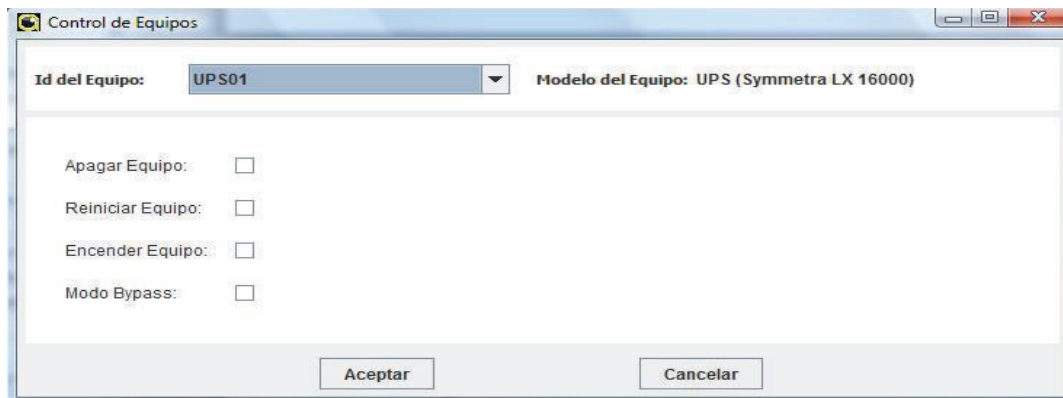 Control de Equipos
Id del Equipo: UPS01 Modelo del Equipo: UPS (Symmetra LX 16000)
Apagar Equipo:
Reiniciar Equipo:
Encender Equipo:
Modo Bypass:
Aceptar Cancelar